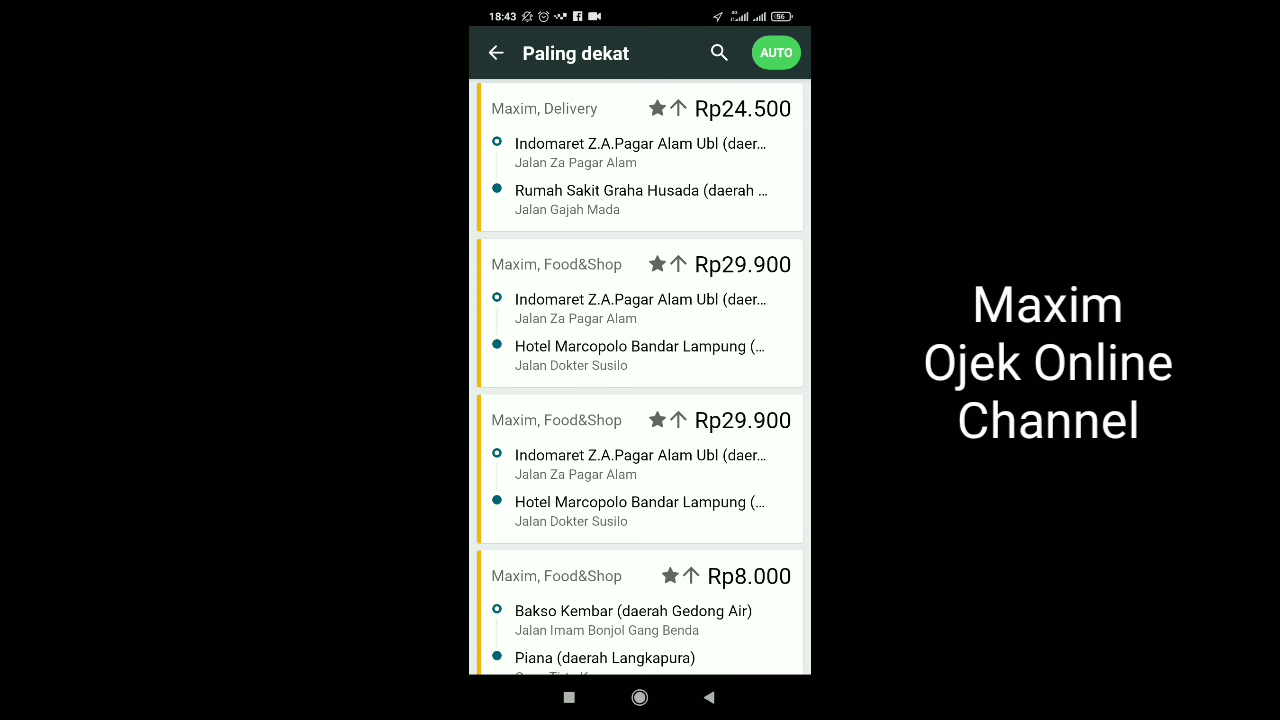 18:43
4G
56
Paling dekat
AUTO
Maxim, Delivery
Rp24.500
Indomaret Z.A.Pagar Alam Ubl (daer...
Jalan Za Pagar Alam
Rumah Sakit Graha Husada (daerah ...
Jalan Gajah Mada
Maxim, Food&Shop
Rp29.900
Indomaret Z.A.Pagar Alam Ubl (daer...
Jalan Za Pagar Alam
Hotel Marcopolo Bandar Lampung (...
Jalan Dokter Susilo
Maxim, Food&Shop
Rp29.900
Indomaret Z.A.Pagar Alam Ubl (daer...
Jalan Za Pagar Alam
Hotel Marcopolo Bandar Lampung (...
Jalan Dokter Susilo
Maxim, Food&Shop
Rp8.000
Bakso Kembar (daerah Gedong Air)
Jalan Imam Bonjol Gang Benda
Piana (daerah Langkapura)
Maxim
Ojek Online
Channel